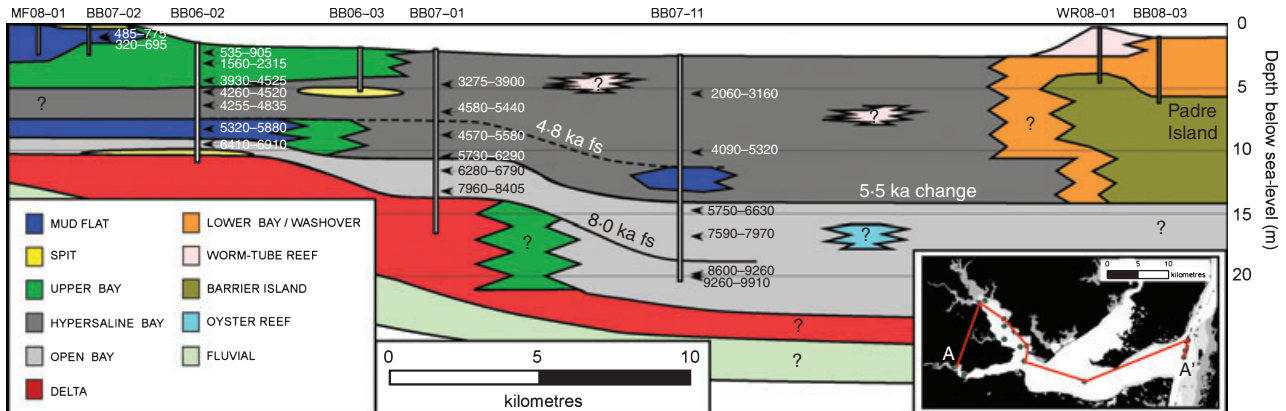 MF08–01 BB07–02 BB06–02 BB06–03 BB07–01 BB07–11 WR08–01 BB08–03
0
5
10
15
20
Depth below sea-level (m)
485–775
320–695
535–905
1560–2315
3930–4525
4260–4520
4255–4835
5320–5880
6410–6910
?
3275–3900
4580–5440
4570–5580
5730–6290
6280–6790
7960–8405
?
4·8 ka fs
2060–3160
4090–5320
5750–6630
7590–7970
8600–9260
9260–9910
8·0 ka fs
?
?
?
Padre
Island
5·5 ka change
?
?
?
?
MUD FLAT
SPIT
UPPER BAY
HYPERSALINE BAY
OPEN BAY
DELTA
LOWER BAY / WASHOVER
WORM-TUBE REEF
BARRIER ISLAND
OYSTER REEF
FLUVIAL
0 5 10
kilometres
0 5 10
kilometres
A
A'